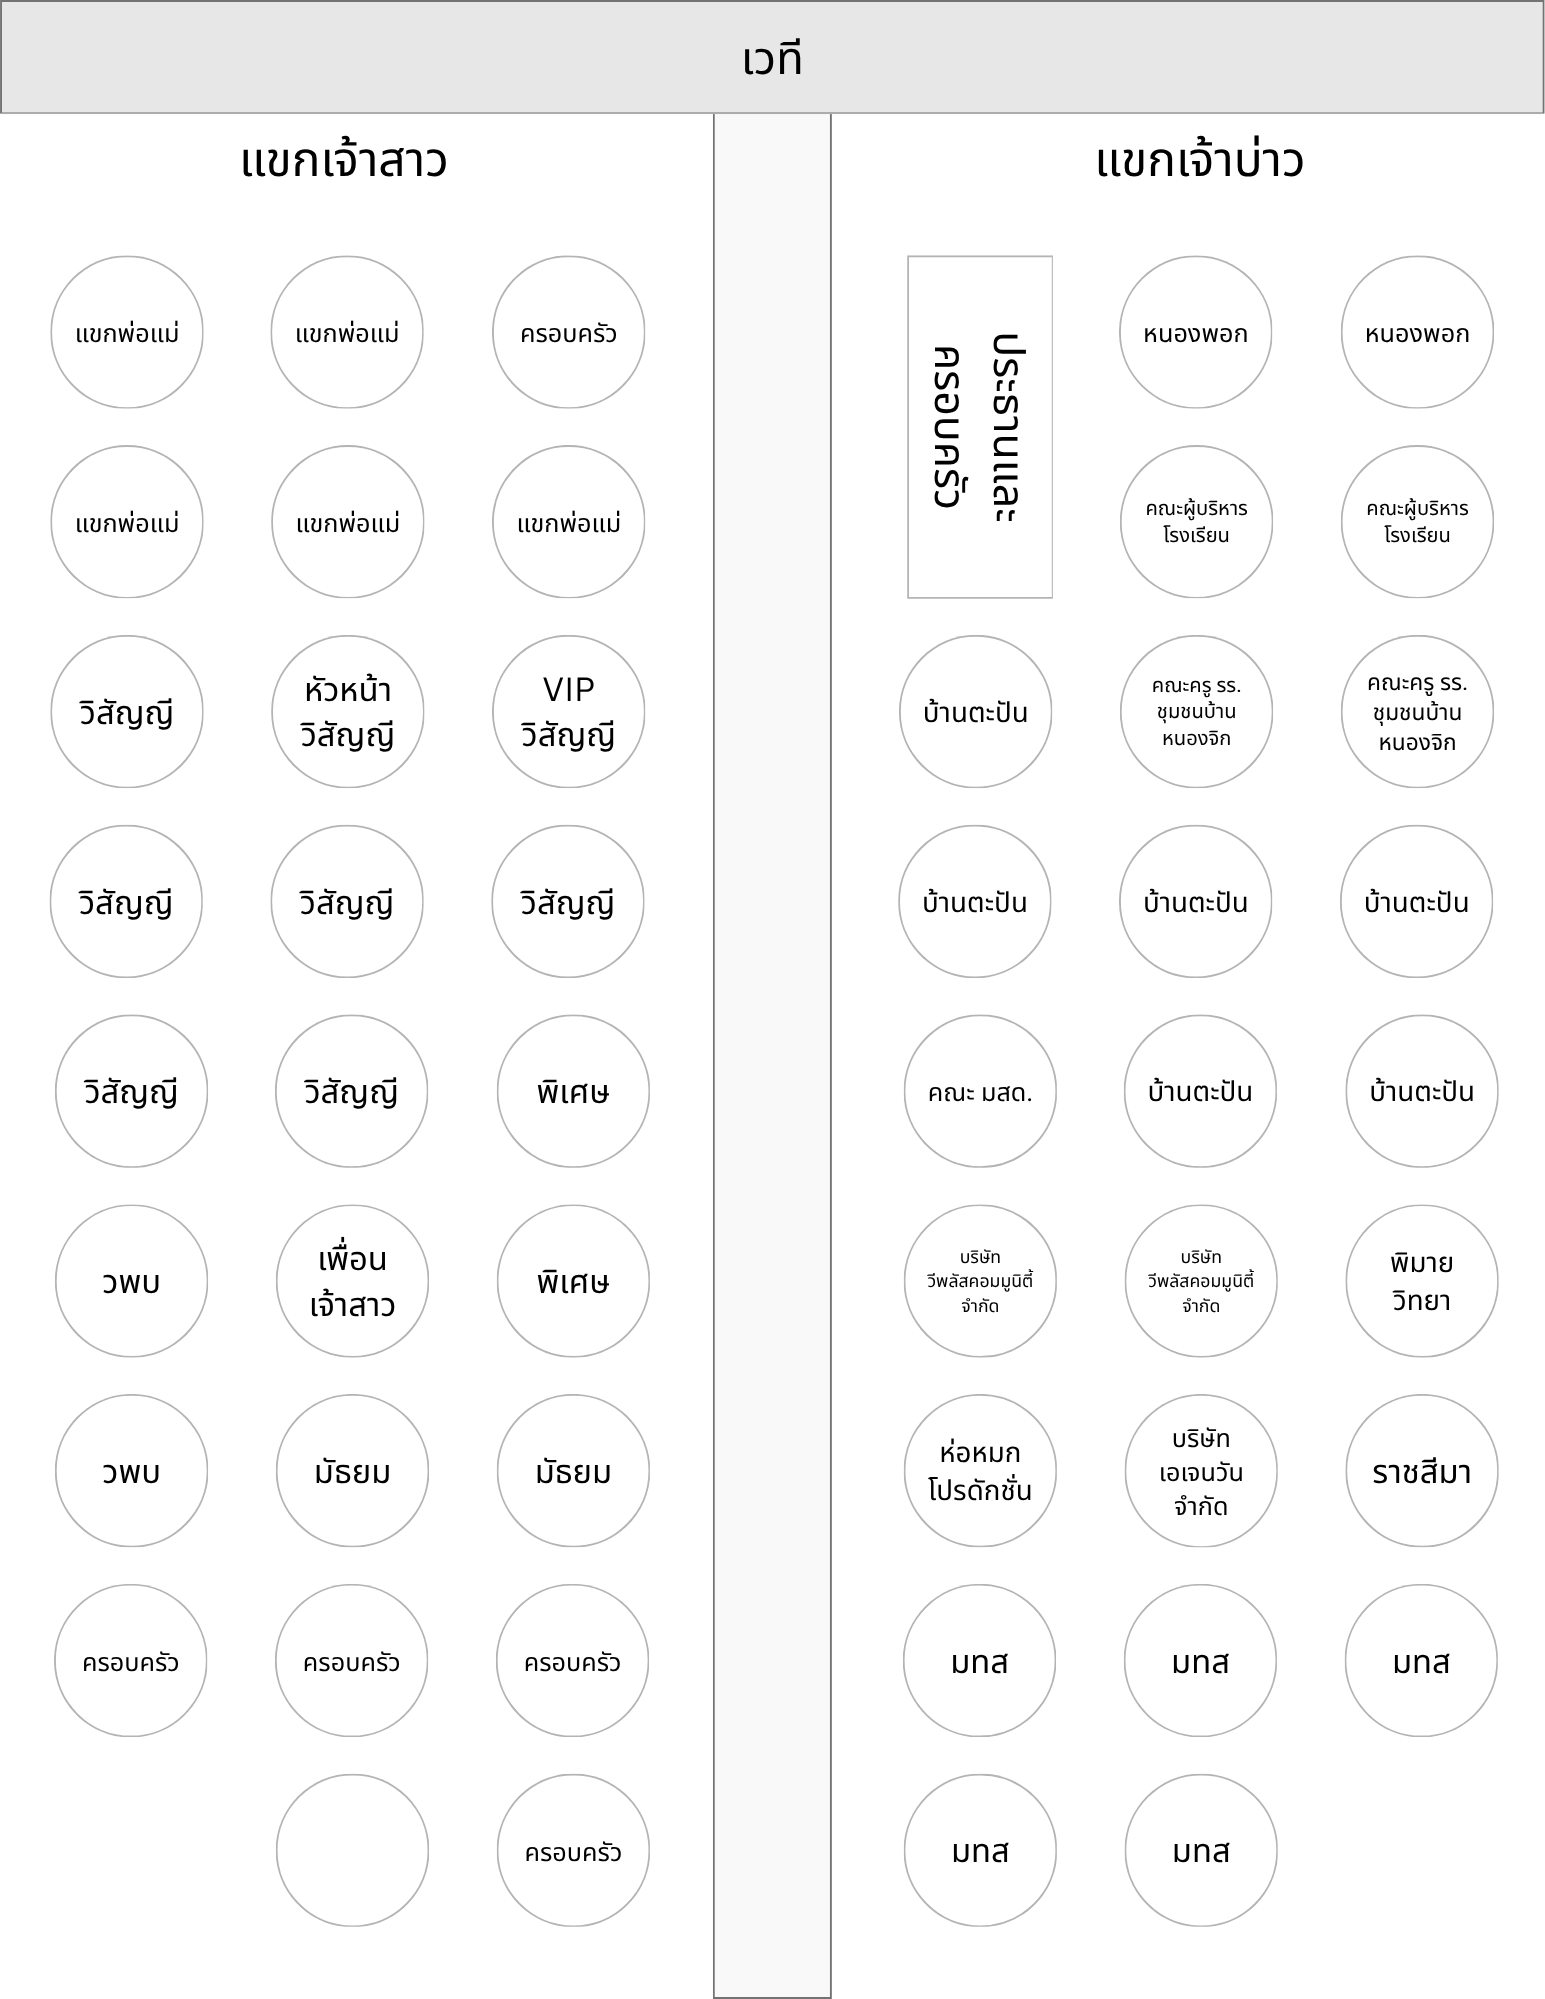 เวที
แขกเจ้าสาว
แขกเจ้าบ่าว
แขกพ่อแม่
แขกพ่อแม่
ครอบครัว
ประธานและ
ครอบครัว
หนองพอก
หนองพอก
แขกพ่อแม่
แขกพ่อแม่
แขกพ่อแม่
คณะผู้บริหาร
โรงเรียน
คณะผู้บริหาร
โรงเรียน
วิสัญญี
หัวหน้า
วิสัญญี
VIP
วิสัญญี
บ้านตะปัน
คณะครู รร.
ชุมชนบ้าน
หนองจิก
คณะครู รร.
ชุมชนบ้าน
หนองจิก
วิสัญญี
วิสัญญี
วิสัญญี
บ้านตะปัน
บ้านตะปัน
บ้านตะปัน
วิสัญญี
วิสัญญี
พิเศษ
คณะ มสด.
บ้านตะปัน
บ้านตะปัน
วพบ
เพื่อน
เจ้าสาว
พิเศษ
บริษัท
วีพลัสคอมมูนิตี้
จำกัด
บริษัท
วีพลัสคอมมูนิตี้
จำกัด
พิมาย
วิทยา
วพบ
มัธยม
มัธยม
ห่อหมก
โปรดักชั่น
บริษัท
เอเจนวัน
จำกัด
ราชสีมา
ครอบครัว
ครอบครัว
ครอบครัว
มทส
มทส
มทส
ครอบครัว
มทส
มทส